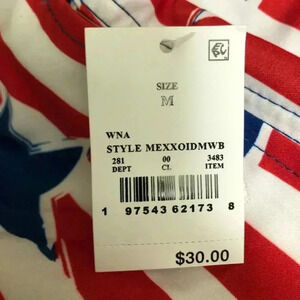 SIZE
M
WNA
STYLE MEXXOIDMWB
281 00 3483
DEPT CL ITEM
1 97543 62173 8
$30.00